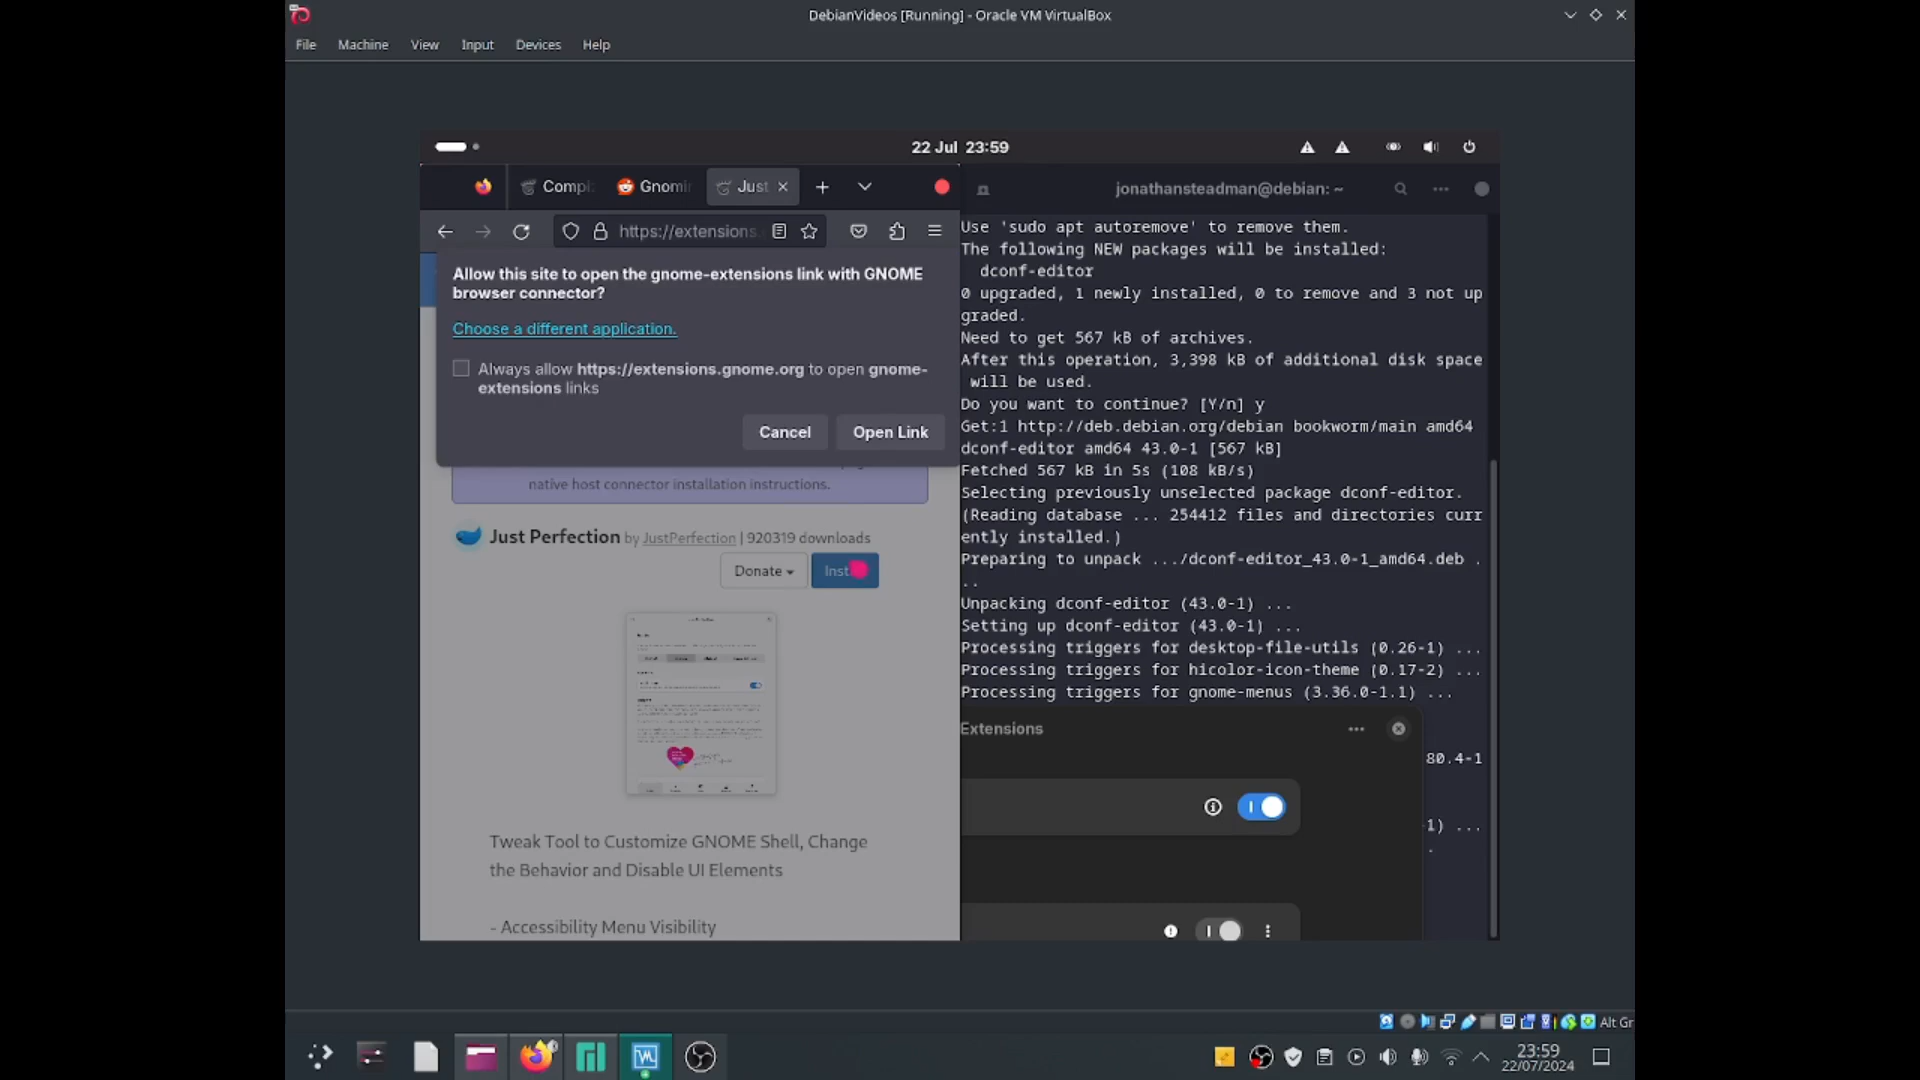 DebianVideos [Running] - Oracle VM VirtualBox
File Machine View Input Devices Help
22 Jul 23:59
Compi
Gnomin
Just
jonathansteadman@debian: ~
https://extensions.
Allow this site to open the gnome-extensions link with GNOME
browser connector?
Choose a different application.
Always allow https://extensions.gnome.org to open gnome-
extensions links
Cancel
Open Link
native host connector installation instructions.
Just Perfection by JustPerfection | 920319 downloads
Donate
Inst
Tweak Tool to Customize GNOME Shell, Change
the Behavior and Disable UI Elements
- Accessibility Menu Visibility
Use 'sudo apt autoremove' to remove them.
The following NEW packages will be installed:
dconf-editor
0 upgraded, 1 newly installed, 0 to remove and 3 not up
graded.
Need to get 567 kB of archives.
After this operation, 3,398 kB of additional disk space
will be used.
Do you want to continue? [Y/n] y
Get:1 http://deb.debian.org/debian bookworm/main amd64
dconf-editor amd64 43.0-1 [567 kB]
Fetched 567 kB in 5s (108 kB/s)
Selecting previously unselected package dconf-editor.
(Reading database ... 254412 files and directories curr
ently installed.)
Preparing to unpack .../dconf-editor_43.0-1_amd64.deb .
..
Unpacking dconf-editor (43.0-1) ...
Setting up dconf-editor (43.0-1) ...
Processing triggers for desktop-file-utils (0.26-1) ...
Processing triggers for hicolor-icon-theme (0.17-2) ...
Processing triggers for gnome-menus (3.36.0-1.1) ...
Extensions
80.4-1
-1) ...
.
Alt Gr
23:59
22/07/2024